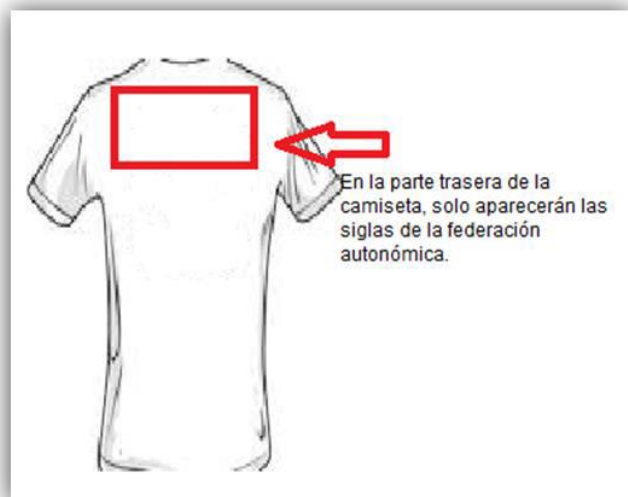 En la parte trasera de la
camiseta, solo aparecerán las
siglas de la federación
autonómica.